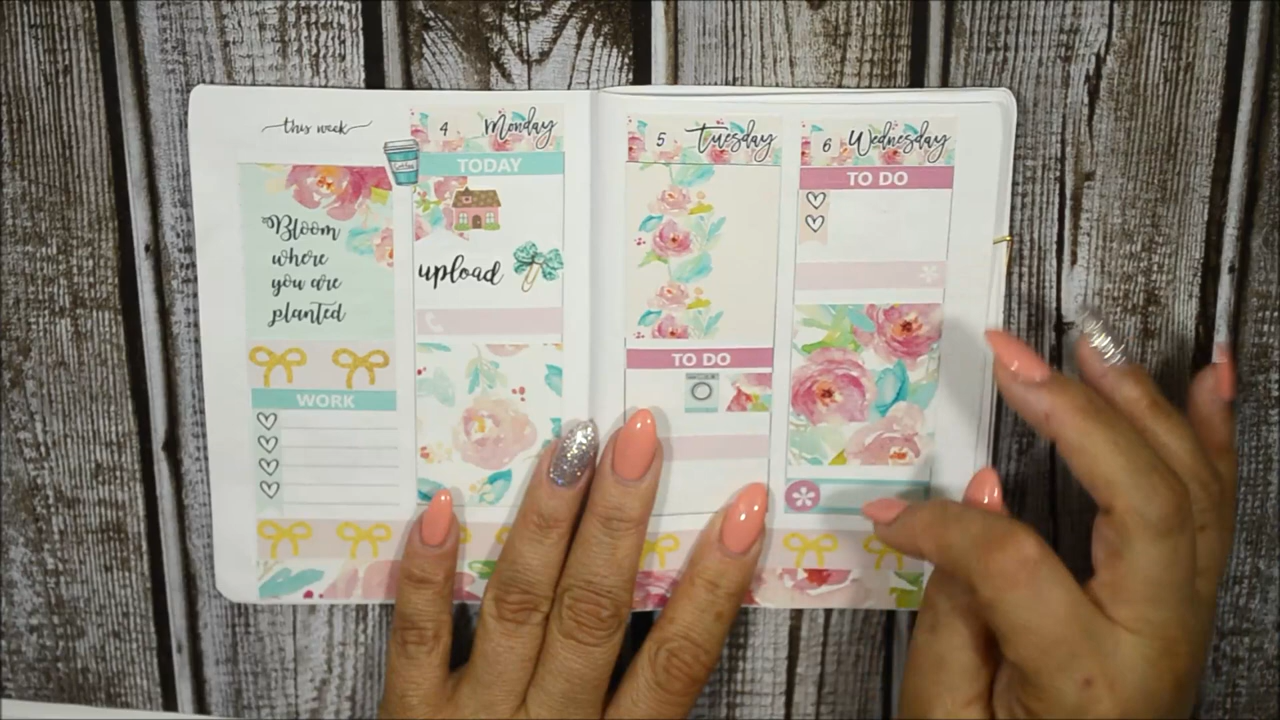 this week
Bloom
where
you are
planted
WORK
4 Monday
TODAY
upload
5 Tuesday
TO DO
6 Wednesday
TO DO